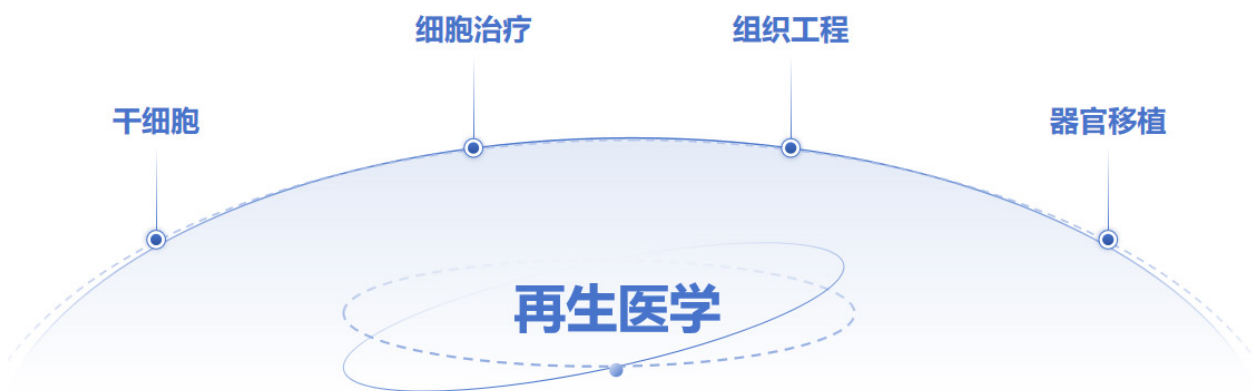 细胞治疗
组织工程
干细胞
器官移植
再生医学